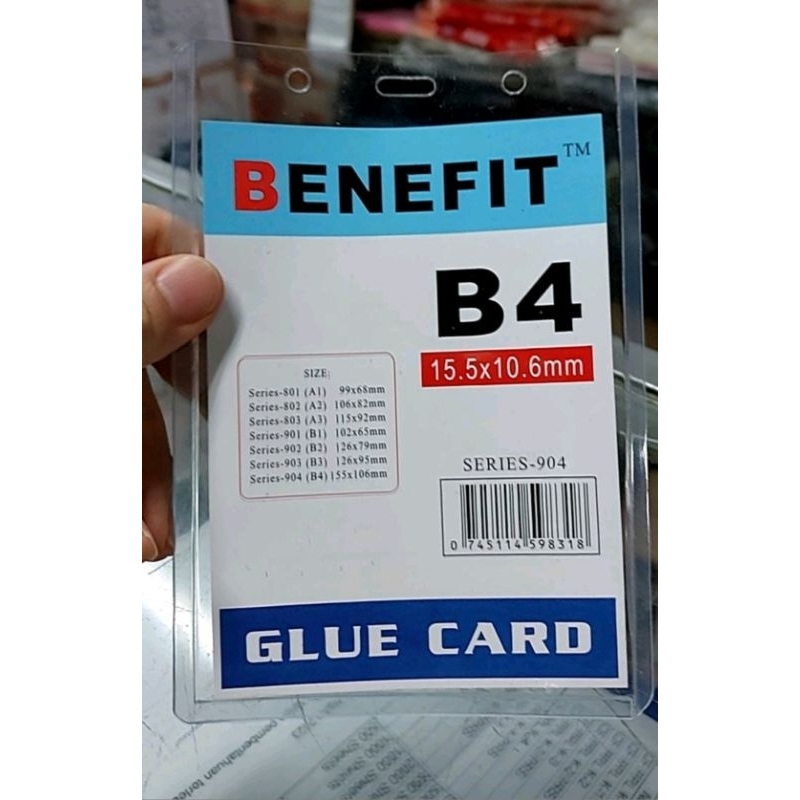 BENEFIT™
B4
15.5x10.6mm
SIZE:
Series-801 (A1) 99x68mm
Series-802 (A2) 106x82mm
Series-803 (A3) 115x92mm
Series-901 (B1) 102x65mm
Series-902 (B2) 126x79mm
Series-903 (B3) 126x95mm
Series-904 (B4) 155x106mm
SERIES-904
0 745114 598318
GLUE CARD
pemberitahuan